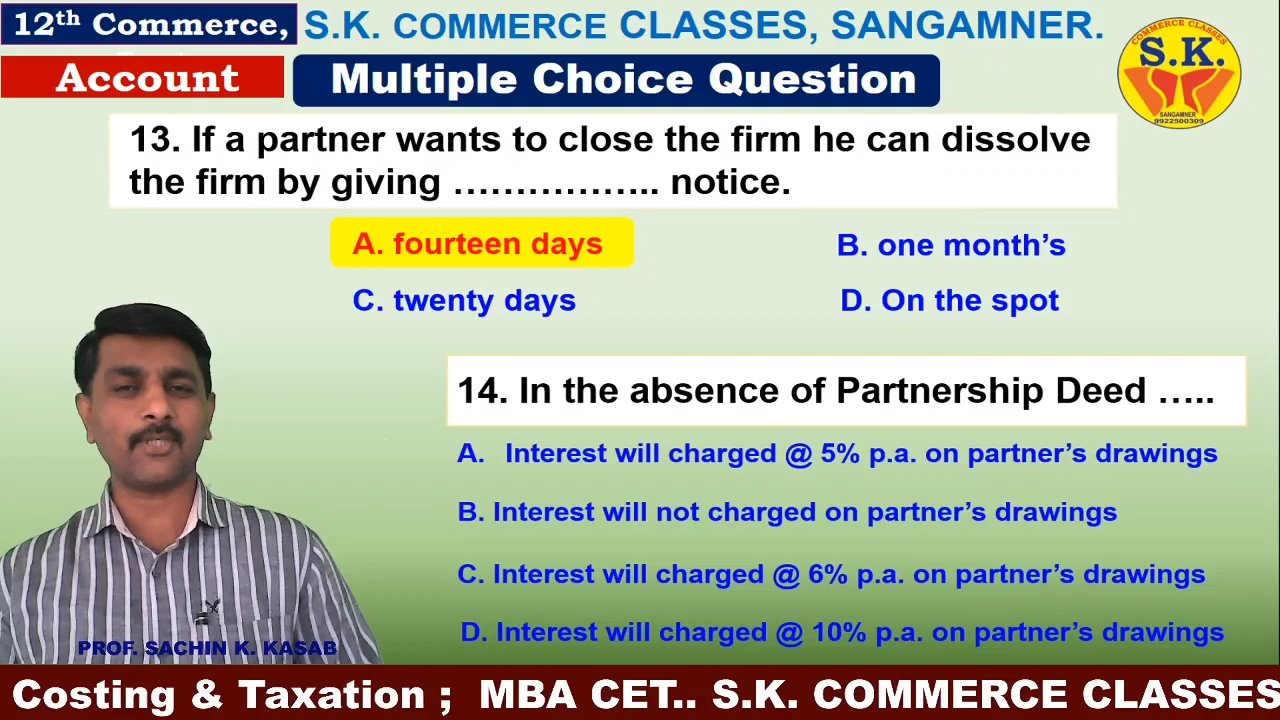 12th Commerce,
S.K. COMMERCE CLASSES, SANGAMNER.
Account
Multiple Choice Question
COMMERCE CLASSES
S.K.
SANGAMNER
9922500309
13. If a partner wants to close the firm he can dissolve
the firm by giving …………….. notice.
A. fourteen days
B. one month’s
C. twenty days
D. On the spot
14. In the absence of Partnership Deed …..
A. Interest will charged @ 5% p.a. on partner’s drawings
B. Interest will not charged on partner’s drawings
C. Interest will charged @ 6% p.a. on partner’s drawings
D. Interest will charged @ 10% p.a. on partner’s drawings
PROF. SACHIN K. KASAB
Costing & Taxation ; MBA CET.. S.K. COMMERCE CLASSES